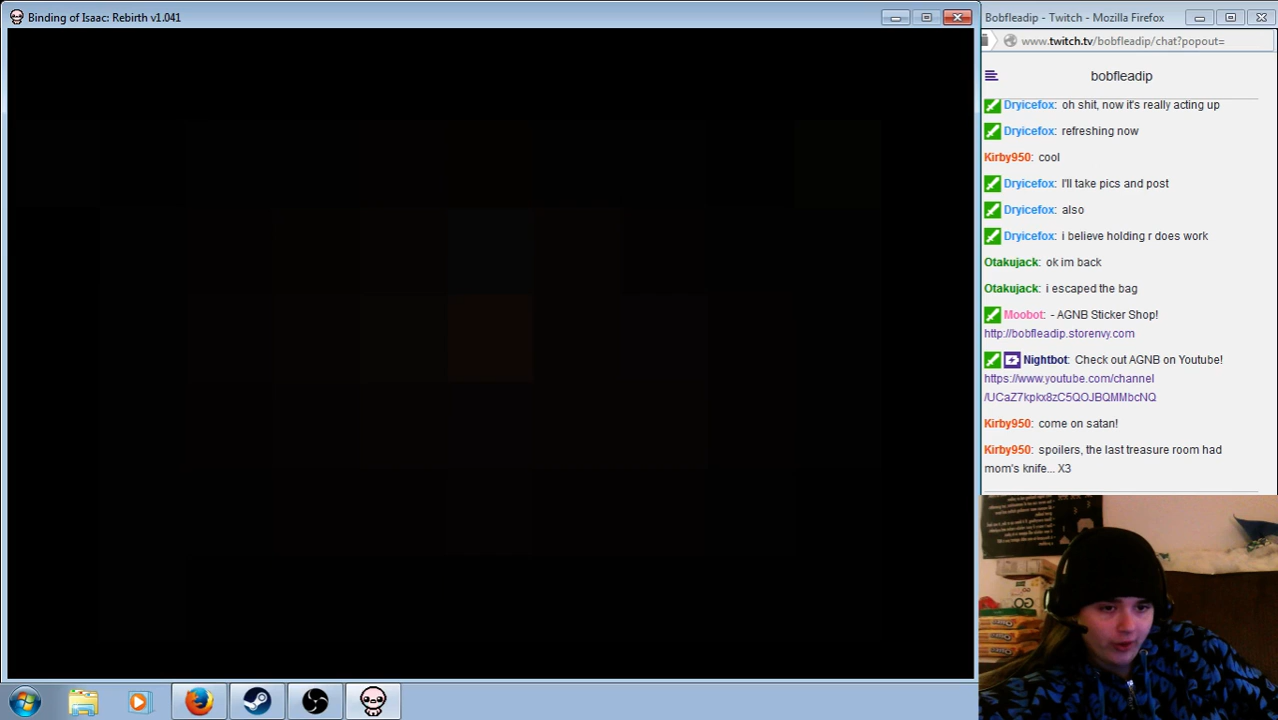 Binding of Isaac: Rebirth v1.041
Bobfleadip - Twitch - Mozilla Firefox
www.twitch.tv/bobfleadip/chat?popout=
bobfleadip
Dryicefox: oh shit, now it's really acting up
Dryicefox: refreshing now
Kirby950: cool
Dryicefox: I'll take pics and post
Dryicefox: also
Dryicefox: i believe holding r does work
Otakujack: ok im back
Otakujack: i escaped the bag
Moobot: - AGNB Sticker Shop!
http://bobfleadip.storenvy.com
Nightbot: Check out AGNB on Youtube!
https://www.youtube.com/channel
/UCaZ7kpkx8zC5QOJBQMMbcNQ
Kirby950: come on satan!
Kirby950: spoilers, the last treasure room had
mom's knife... X3